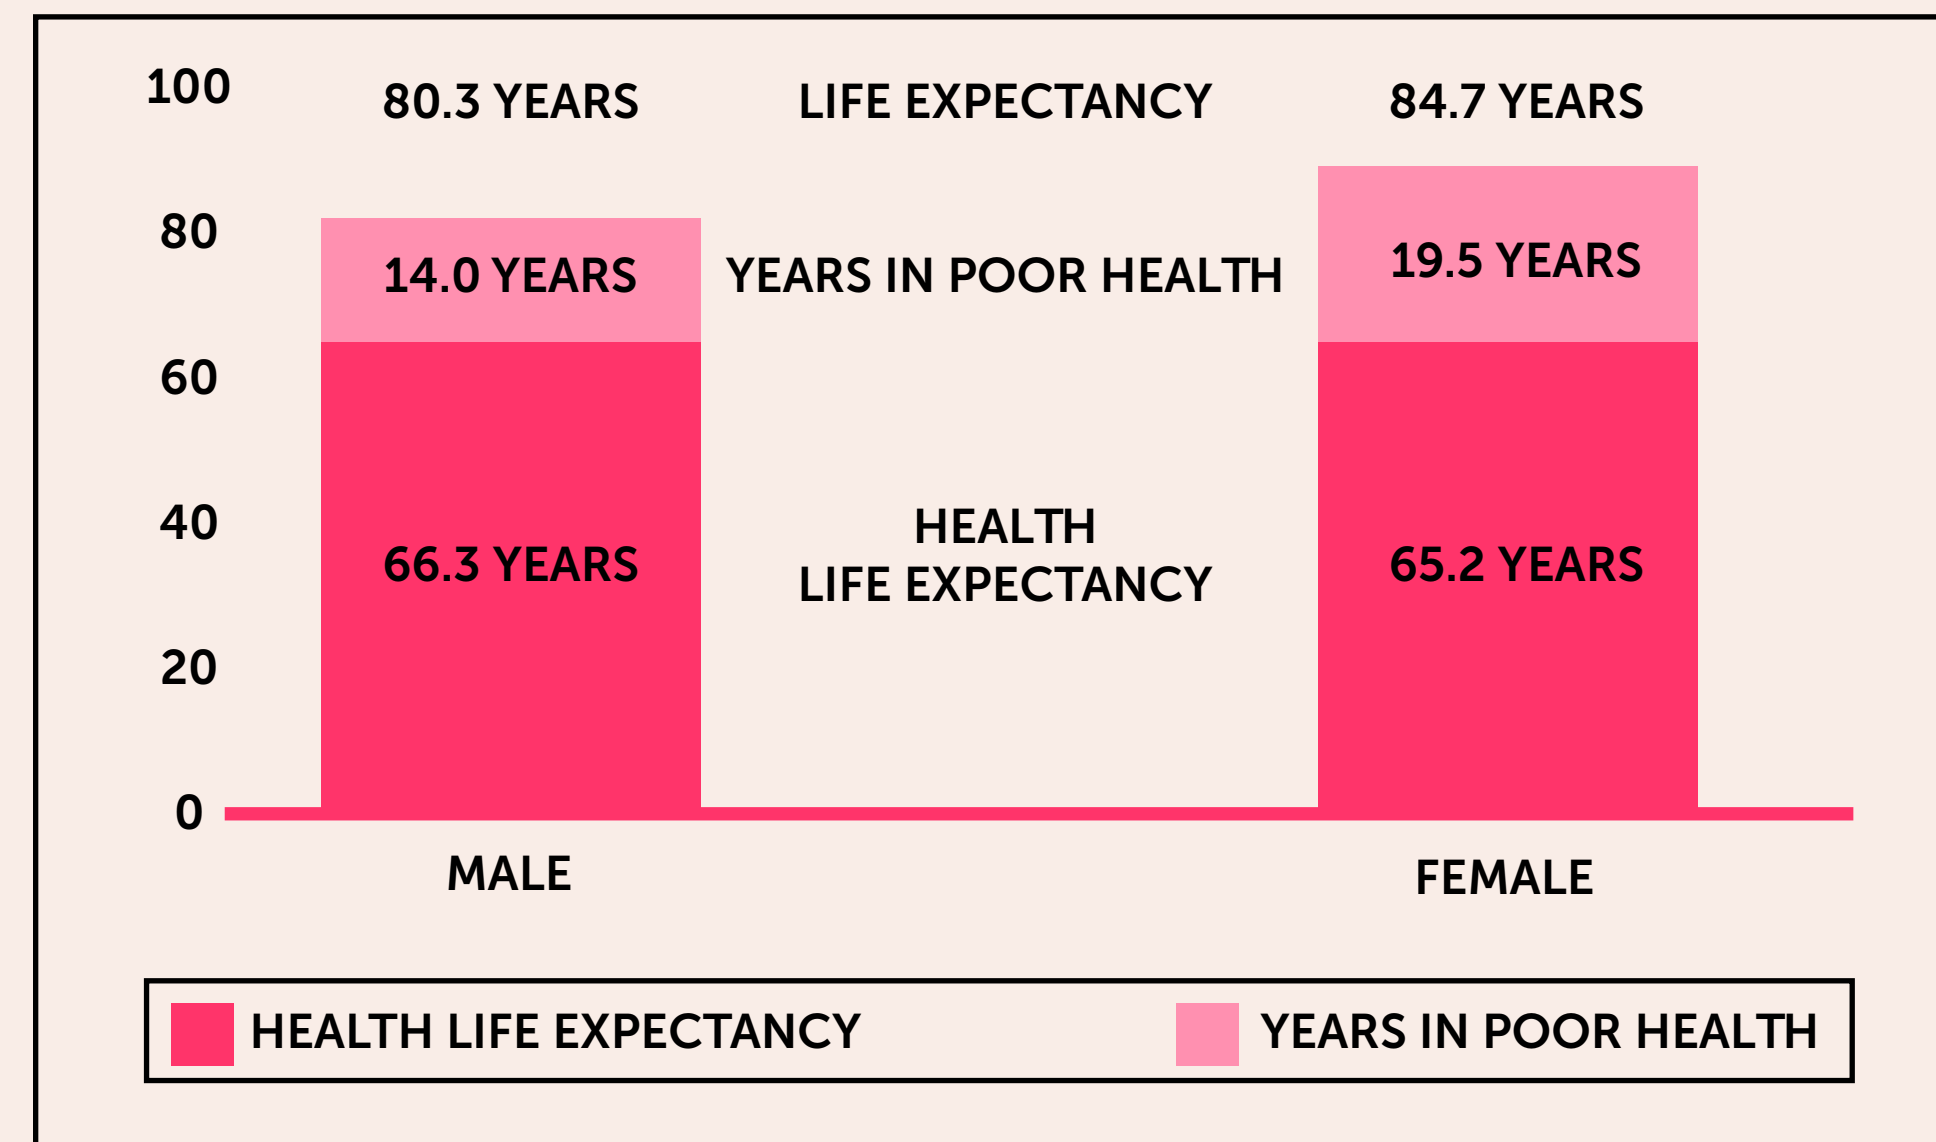 100
80.3 YEARS
LIFE EXPECTANCY
84.7 YEARS
80
14.0 YEARS
YEARS IN POOR HEALTH
19.5 YEARS
60
40
HEALTH
LIFE EXPECTANCY
66.3 YEARS
65.2 YEARS
20
0
MALE
FEMALE
HEALTH LIFE EXPECTANCY
YEARS IN POOR HEALTH